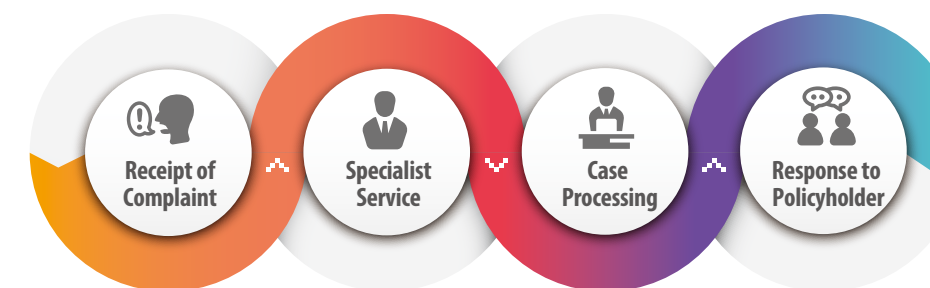 Receipt of
Complaint
Specialist
Service
Case
Processing
Response to
Policyholder